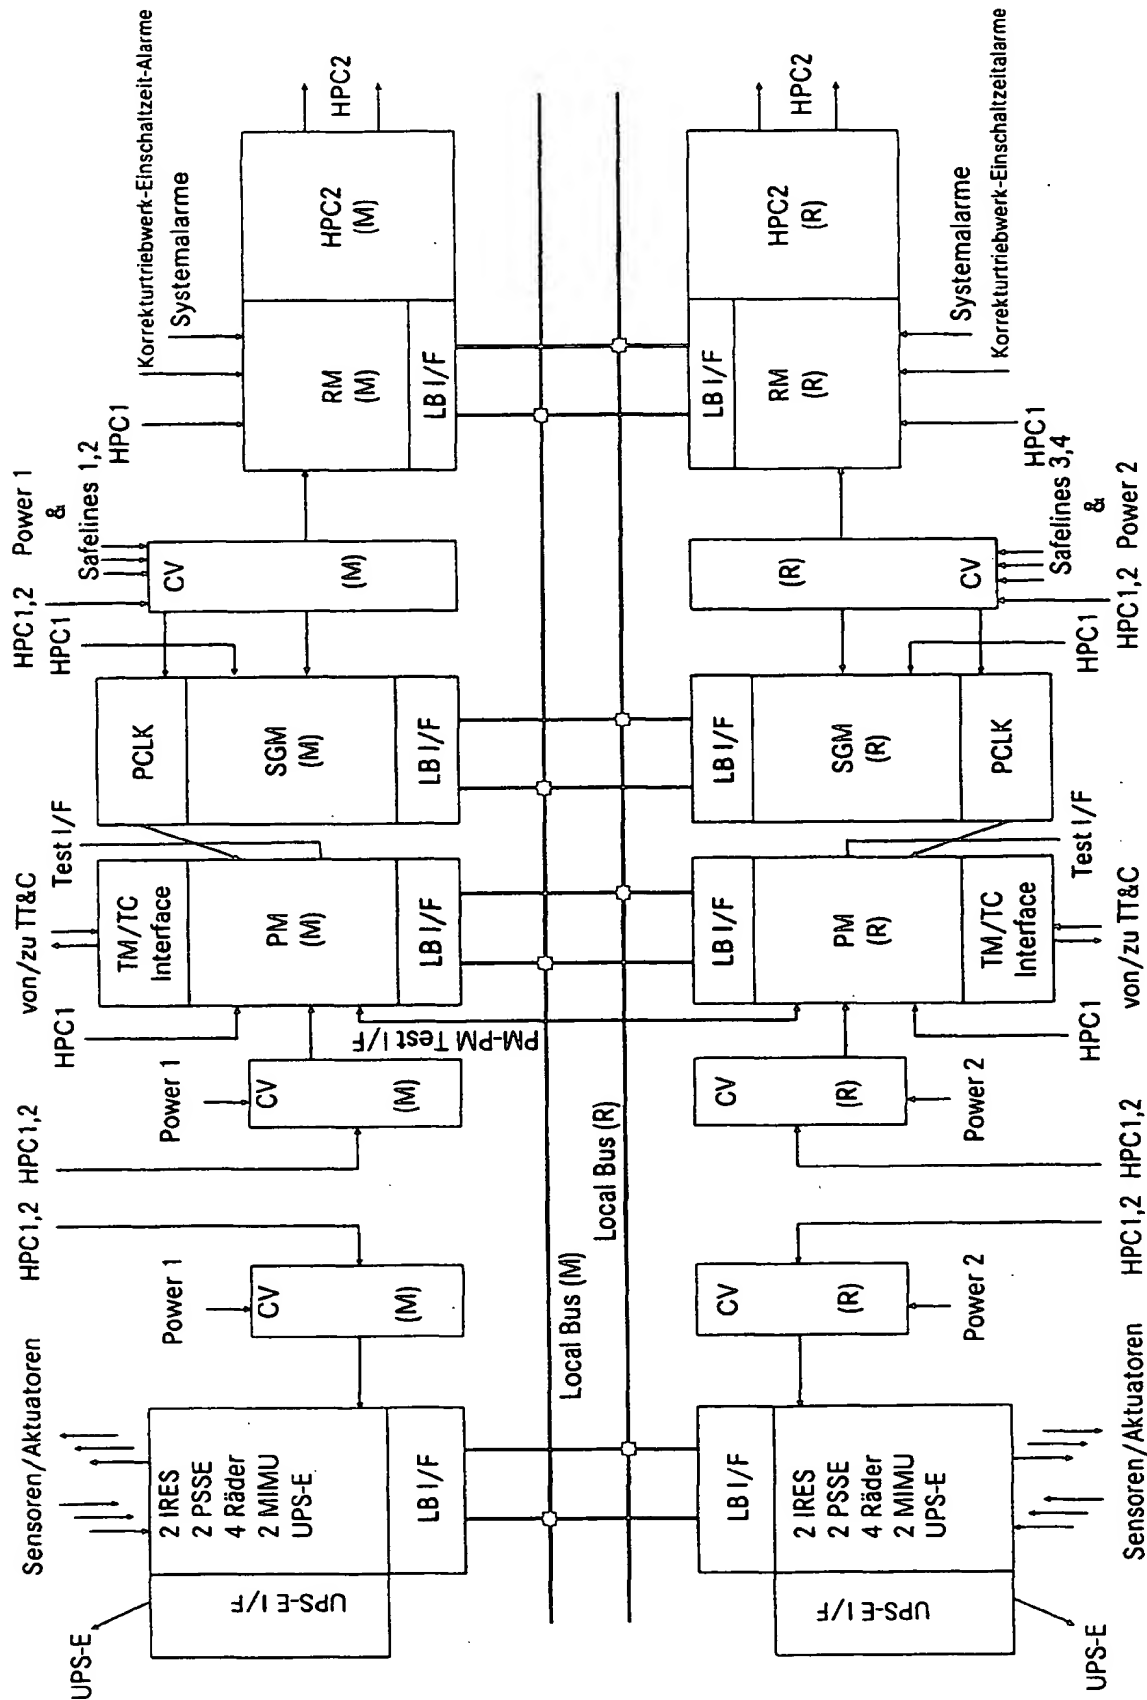 Sensoren/Aktuatoren
UPS-E
UPS-E I/F
2 IRES
2 PSSE
4 Räder
2 MIMU
UPS-E
LB I/F
HPC1,2
Power 1
CV
(M)
HPC1,2
Power 1
CV
(M)
HPC1
von/zu TT&C
TM/TC
Interface
PM
(M)
LB I/F
Test I/F
PM-PM Test I/F
PCLK
SGM
(M)
LB I/F
HPC1,2
HPC1
Power 1
&
Safelines 1,2
CV
(M)
HPC1
Korrekturtriebwerk-Einschaltzeit-Alarme
Systemalarme
RM
(M)
LB I/F
HPC2
(M)
HPC2
Local Bus (M)
Local Bus (R)
LB I/F
2 IRES
2 PSSE
4 Räder
2 MIMU
UPS-E
UPS-E I/F
UPS-E
Sensoren/Aktuatoren
CV
(R)
Power 2
HPC1,2
CV
(R)
Power 2
HPC1,2
LB I/F
PM
(R)
TM/TC
Interface
HPC1
von/zu TT&C
Test I/F
LB I/F
SGM
(R)
PCLK
HPC1
HPC1,2
(R)
CV
Safelines 3,4
&
Power 2
LB I/F
RM
(R)
HPC2
(R)
HPC2
HPC1
Systemalarme
Korrekturtriebwerk-Einschaltzeitalarme